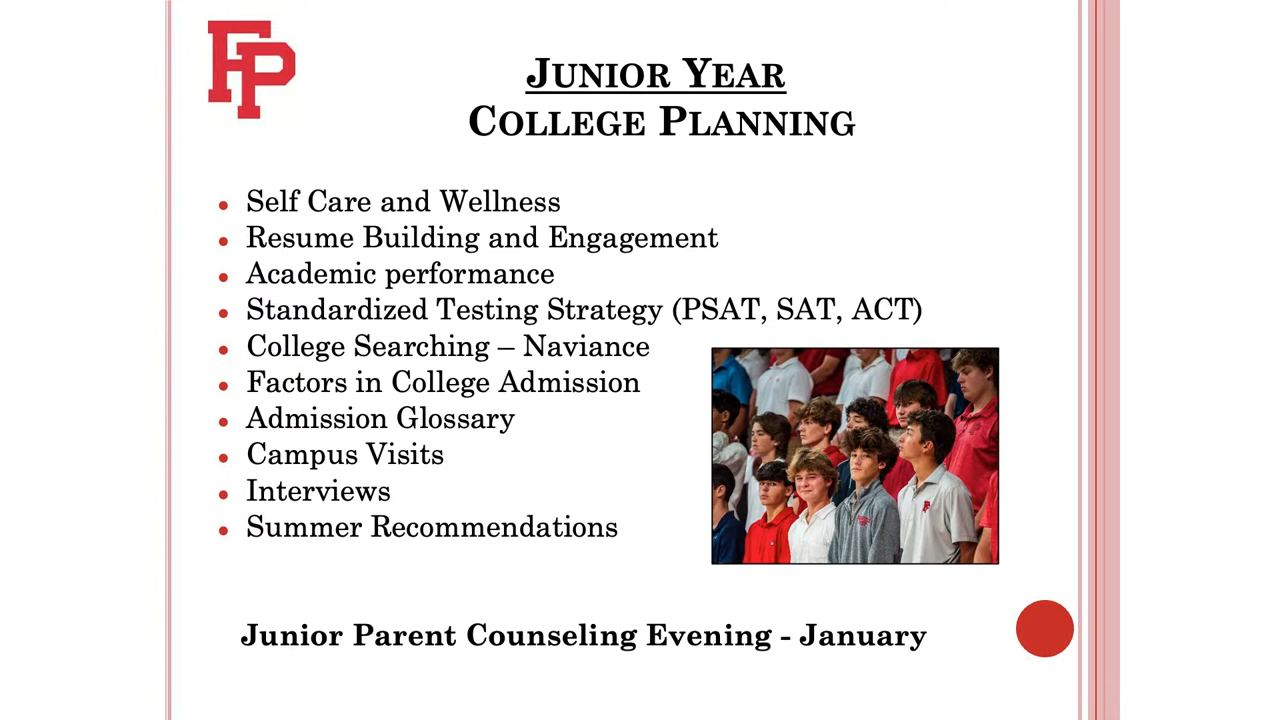 FP
JUNIOR YEAR
COLLEGE PLANNING
Self Care and Wellness
Resume Building and Engagement
Academic performance
Standardized Testing Strategy (PSAT, SAT, ACT)
College Searching – Naviance
Factors in College Admission
Admission Glossary
Campus Visits
Interviews
Summer Recommendations
Junior Parent Counseling Evening - January